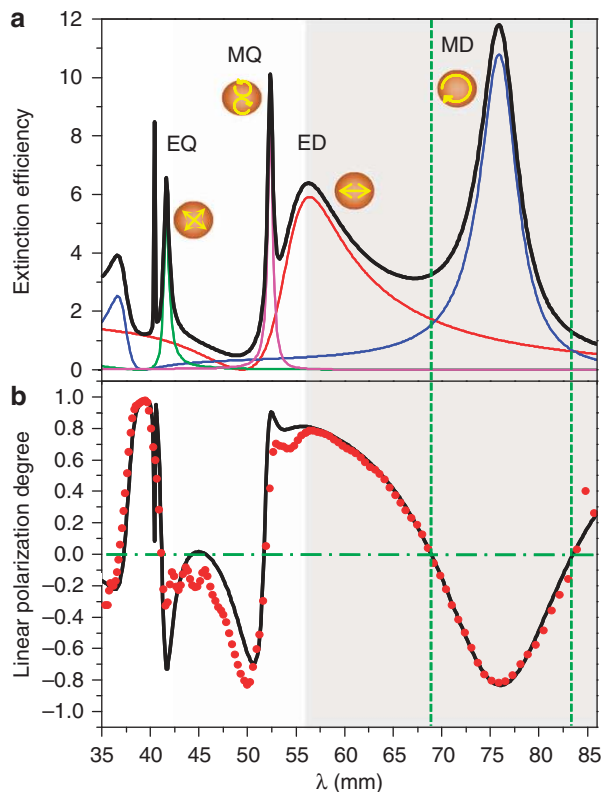 a
Extinction efficiency
12
10
8
6
4
2
0
MQ
EQ
ED
MD
b
Linear polarization degree
1.0
0.8
0.6
0.4
0.2
0.0
−0.2
−0.4
−0.6
−0.8
−1.0
35 40 45 50 55 60 65 70 75 80 85
λ (mm)